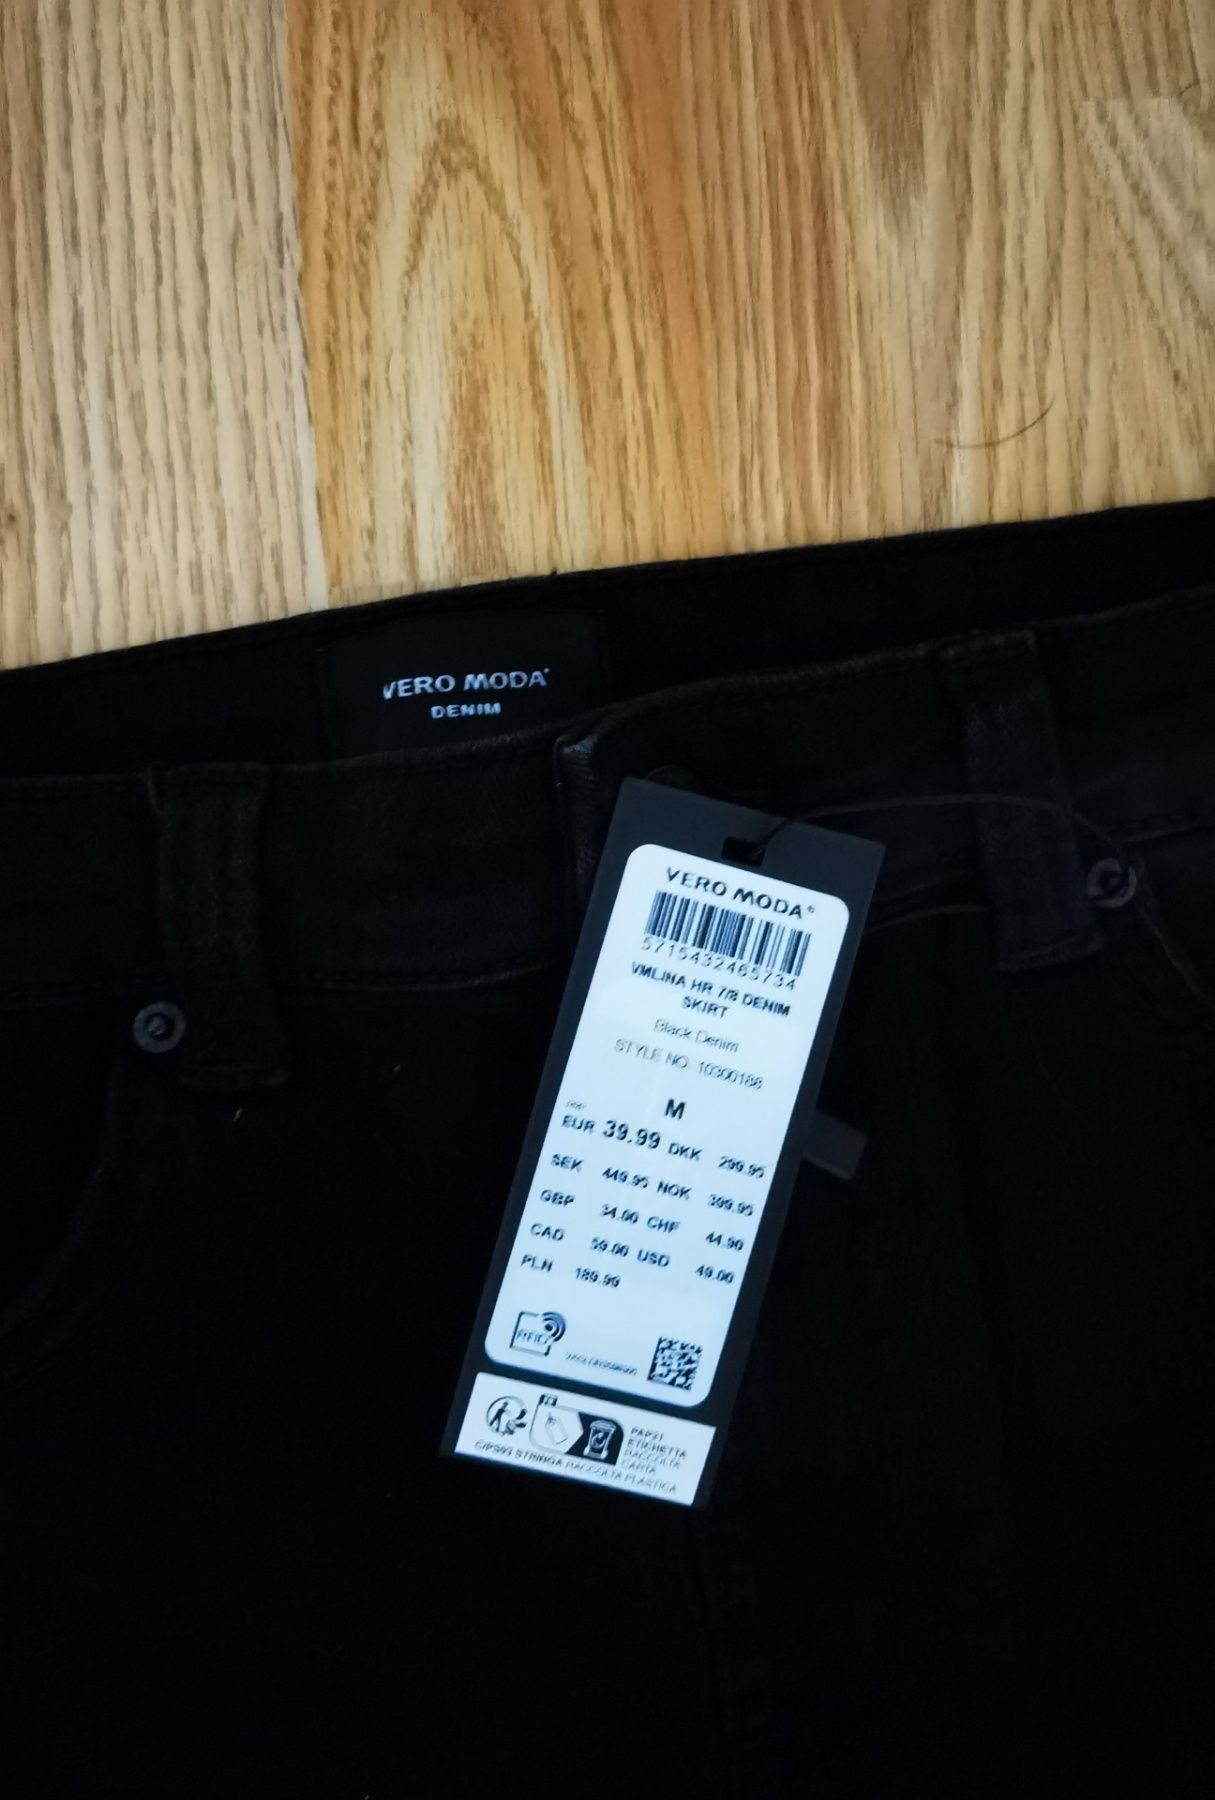 VERO MODA
DENIM
VERO MODA®
5715432465734
VMLINA HR 7/8 DENIM
SKIRT
Black Denim
STYLE NO. 10300188
M
EUR 39.99 DKK 299.95
SEK 449.95 NOK 399.95
GBP 34.00 CHF 44.90
CAD 59.00 USD 49.00
PLN 189.99
RFID
PAP21
ETICHETTA
RACCOLTA
CARTA
C/PS93 STRINGA RACCOLTA PLASTICA